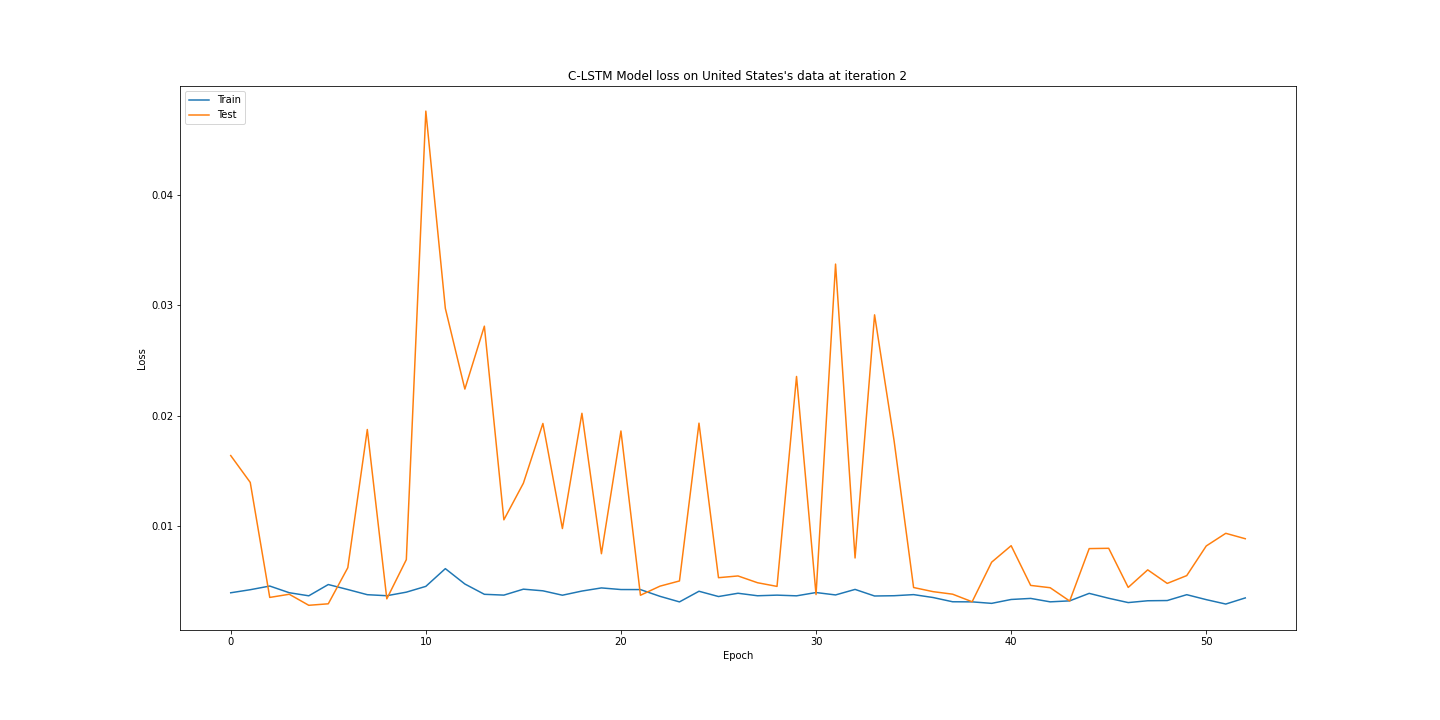 C-LSTM Model loss on United States's data at iteration 2
Train
Test
0.04
0.03
0.02
0.01
Loss
0 10 20 30 40 50
Epoch